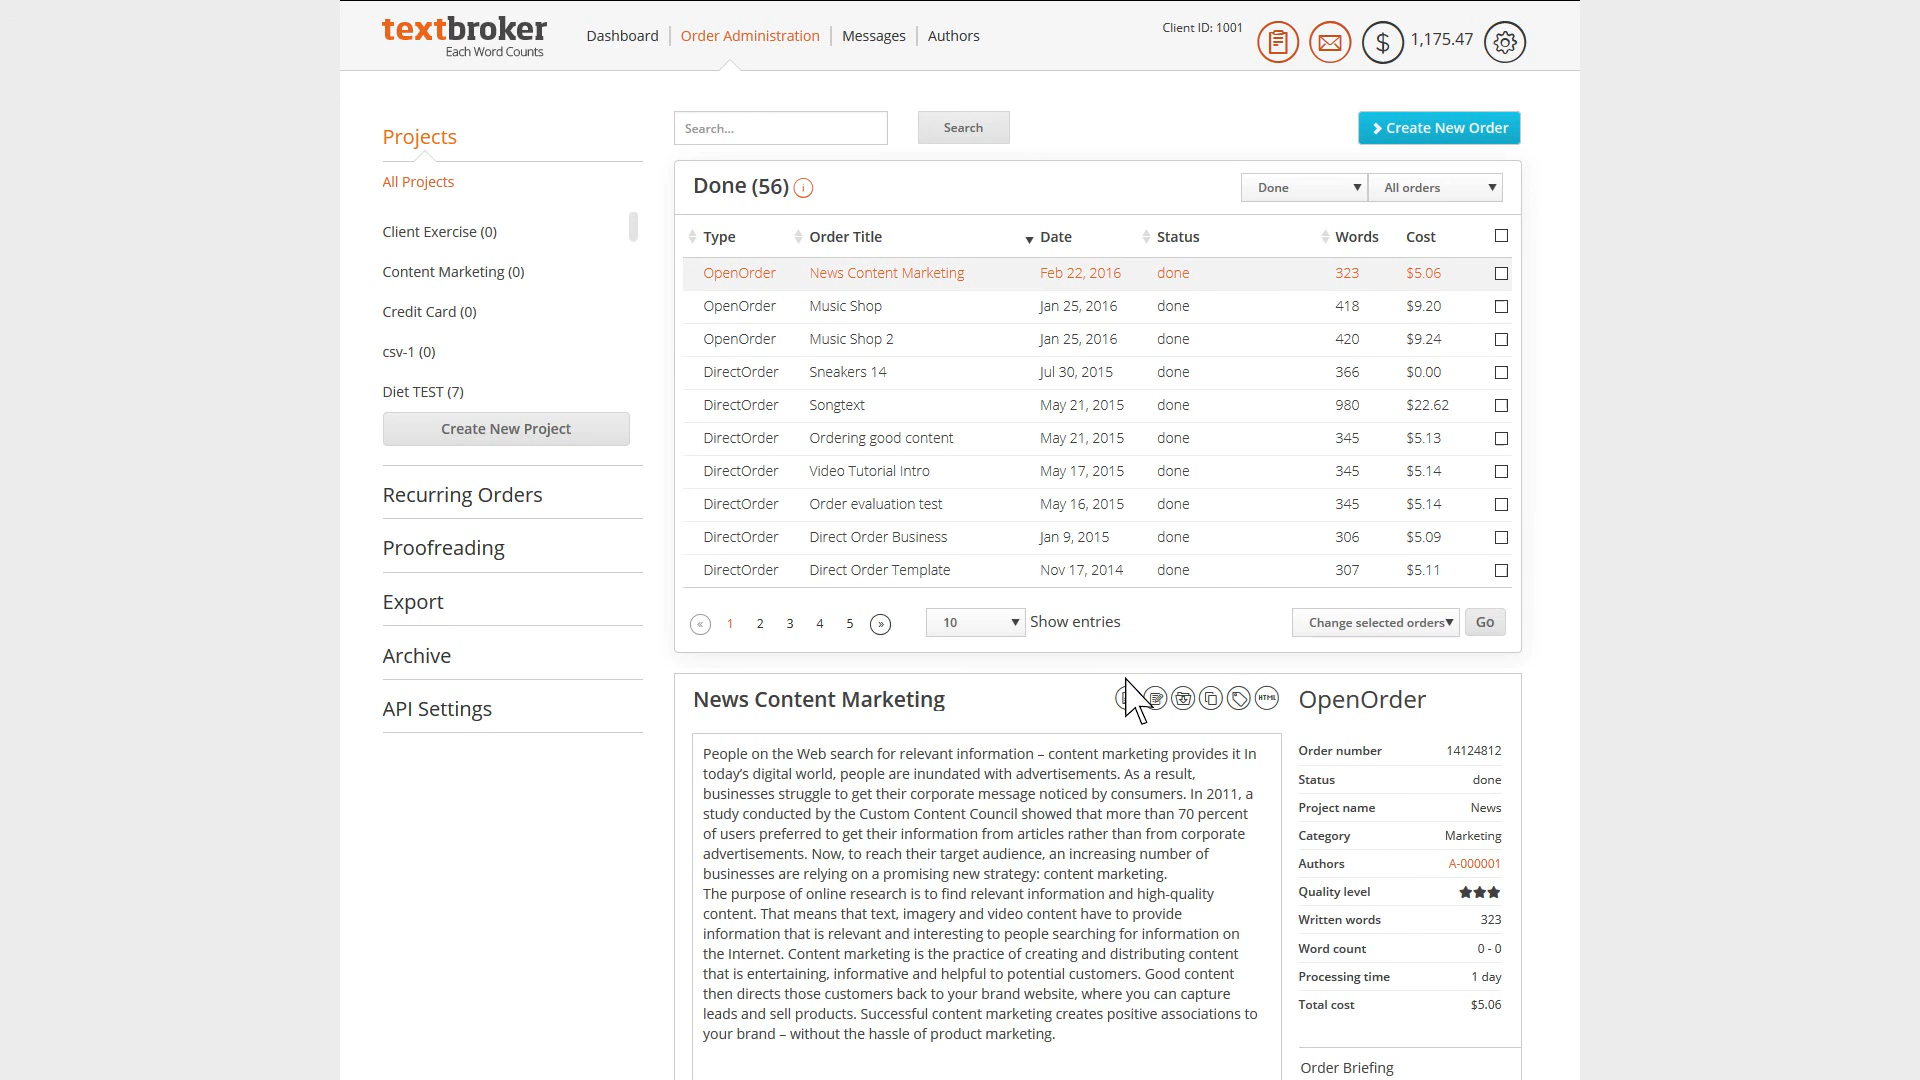 textbroker
Each Word Counts
Dashboard
Order Administration
Messages
Authors
Client ID: 1001
$
1,175.47
Projects
All Projects
Client Exercise (0)
Content Marketing (0)
Credit Card (0)
csv-1 (0)
Diet TEST (7)
Create New Project
Recurring Orders
Proofreading
Export
Archive
API Settings
Search...
Search
Create New Order
Done (56) i
Done
All orders
Type Order Title Date Status Words Cost
OpenOrder News Content Marketing Feb 22, 2016 done 323 $5.06
OpenOrder Music Shop Jan 25, 2016 done 418 $9.20
OpenOrder Music Shop 2 Jan 25, 2016 done 420 $9.24
DirectOrder Sneakers 14 Jul 30, 2015 done 366 $0.00
DirectOrder Songtext May 21, 2015 done 980 $22.62
DirectOrder Ordering good content May 21, 2015 done 345 $5.13
DirectOrder Video Tutorial Intro May 17, 2015 done 345 $5.14
DirectOrder Order evaluation test May 16, 2015 done 345 $5.14
DirectOrder Direct Order Business Jan 9, 2015 done 306 $5.09
DirectOrder Direct Order Template Nov 17, 2014 done 307 $5.11
« 1 2 3 4 5 » 10 Show entries Change selected orders Go
News Content Marketing
HTML
People on the Web search for relevant information – content marketing provides it In
today's digital world, people are inundated with advertisements. As a result,
businesses struggle to get their corporate message noticed by consumers. In 2011, a
study conducted by the Custom Content Council showed that more than 70 percent
of users preferred to get their information from articles rather than from corporate
advertisements. Now, to reach their target audience, an increasing number of
businesses are relying on a promising new strategy: content marketing.
The purpose of online research is to find relevant information and high-quality
content. That means that text, imagery and video content have to provide
information that is relevant and interesting to people searching for information on
the Internet. Content marketing is the practice of creating and distributing content
that is entertaining, informative and helpful to potential customers. Good content
then directs those customers back to your brand website, where you can capture
leads and sell products. Successful content marketing creates positive associations to
your brand – without the hassle of product marketing.
OpenOrder
Order number 14124812
Status done
Project name News
Category Marketing
Authors A-000001
Quality level
Written words 323
Word count 0 - 0
Processing time 1 day
Total cost $5.06
Order Briefing